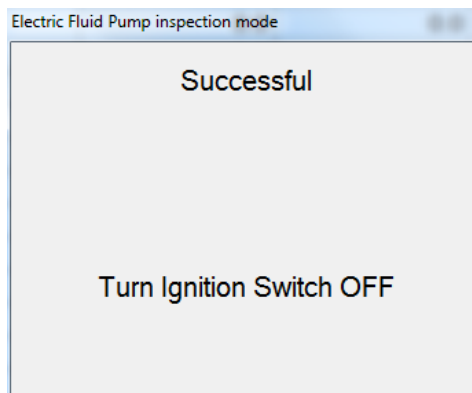 Electric Fluid Pump inspection mode
Successful
Turn Ignition Switch OFF